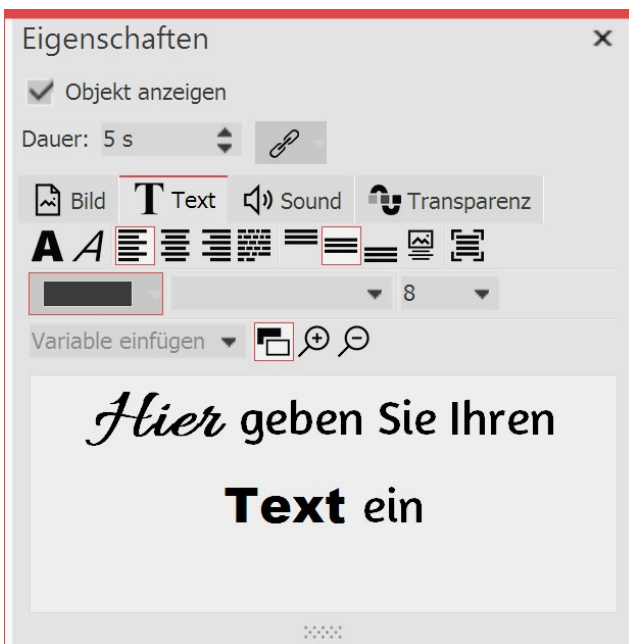 Eigenschaften
Objekt anzeigen
Dauer: 5 s
Bild Text Sound Transparenz
A A
8
Variable einfügen
Hier geben Sie Ihren
Text ein